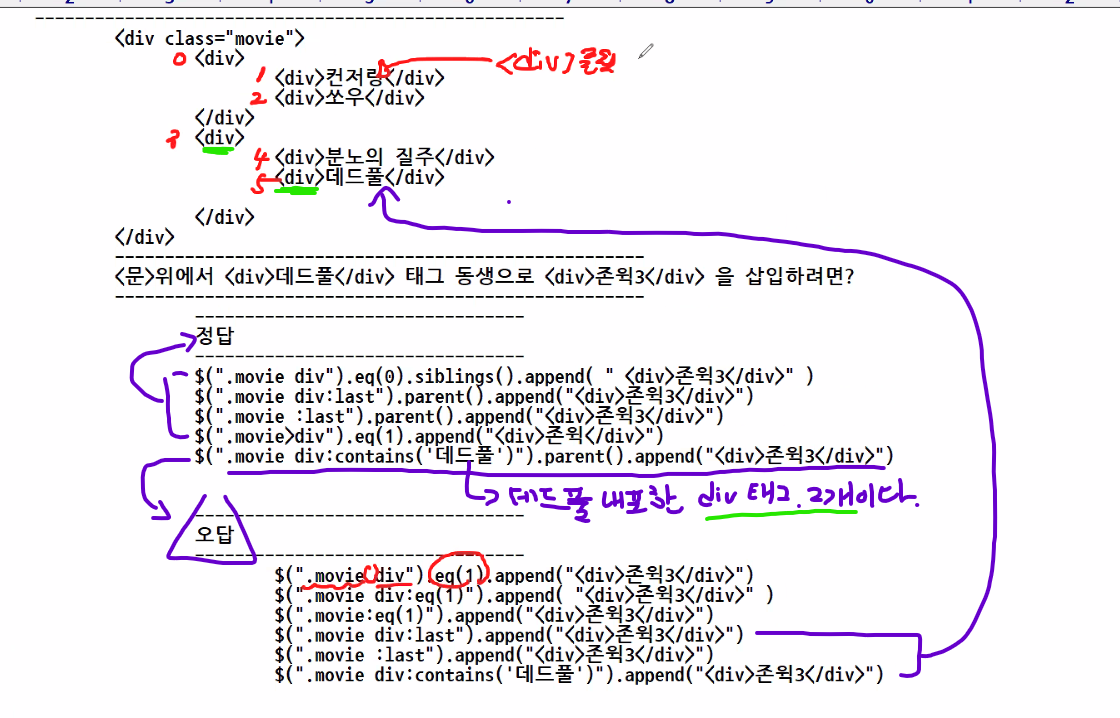 --------------------------------------------------------
<div class="movie">
0 <div>
1 <div>컨저링</div> <div>존윅
2 <div>쏘우</div>
</div>
3 <div>
4 <div>분노의 질주</div>
5 <div>데드풀</div>
</div>
</div>
--------------------------------------------------------
<문>위에서 <div>데드풀</div> 태그 동생으로 <div>존윅3</div> 을 삽입하려면?
--------------------------------------------------------
---------------------------------
정답
---------------------------------
$(".movie div").eq(0).siblings().append( " <div>존윅3</div>" )
$(".movie div:last").parent().append("<div>존윅3</div>")
$(".movie :last").parent().append("<div>존윅3</div>")
$(".movie>div").eq(1).append("<div>존윅</div>")
$(".movie div:contains('데드풀')").parent().append("<div>존윅3</div>")
데드풀 내포한 div 태그 2개이다.
---------------------------------
오답
---------------------------------
$(".movie div").eq(1).append("<div>존윅3</div>")
$(".movie div:eq(1)").append( "<div>존윅3</div>" )
$(".movie:eq(1)").append("<div>존윅3</div>")
$(".movie div:last").append("<div>존윅3</div>")
$(".movie :last").append("<div>존윅3</div>")
$(".movie div:contains('데드풀')").append("<div>존윅3</div>")